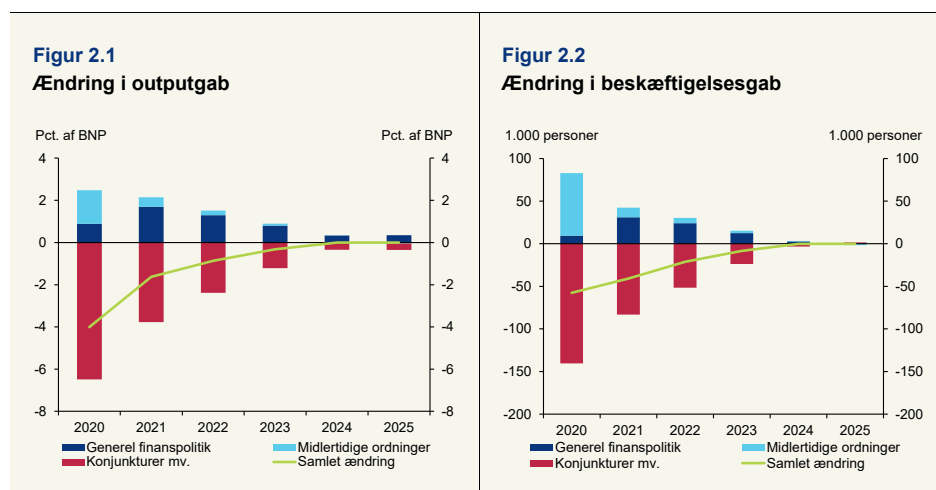 Figur 2.1
Ændring i outputgab
Pct. af BNP Pct. af BNP
4 4
2 2
0 0
-2 -2
-4 -4
-6 -6
-8 -8
2020 2021 2022 2023 2024 2025
Generel finanspolitik Midlertidige ordninger
Konjunkturer mv. Samlet ændring
Figur 2.2
Ændring i beskæftigelsesgab
1.000 personer 1.000 personer
100 100
50 50
0 0
-50 -50
-100 -100
-150 -150
-200 -200
2020 2021 2022 2023 2024 2025
Generel finanspolitik Midlertidige ordninger
Konjunkturer mv. Samlet ændring